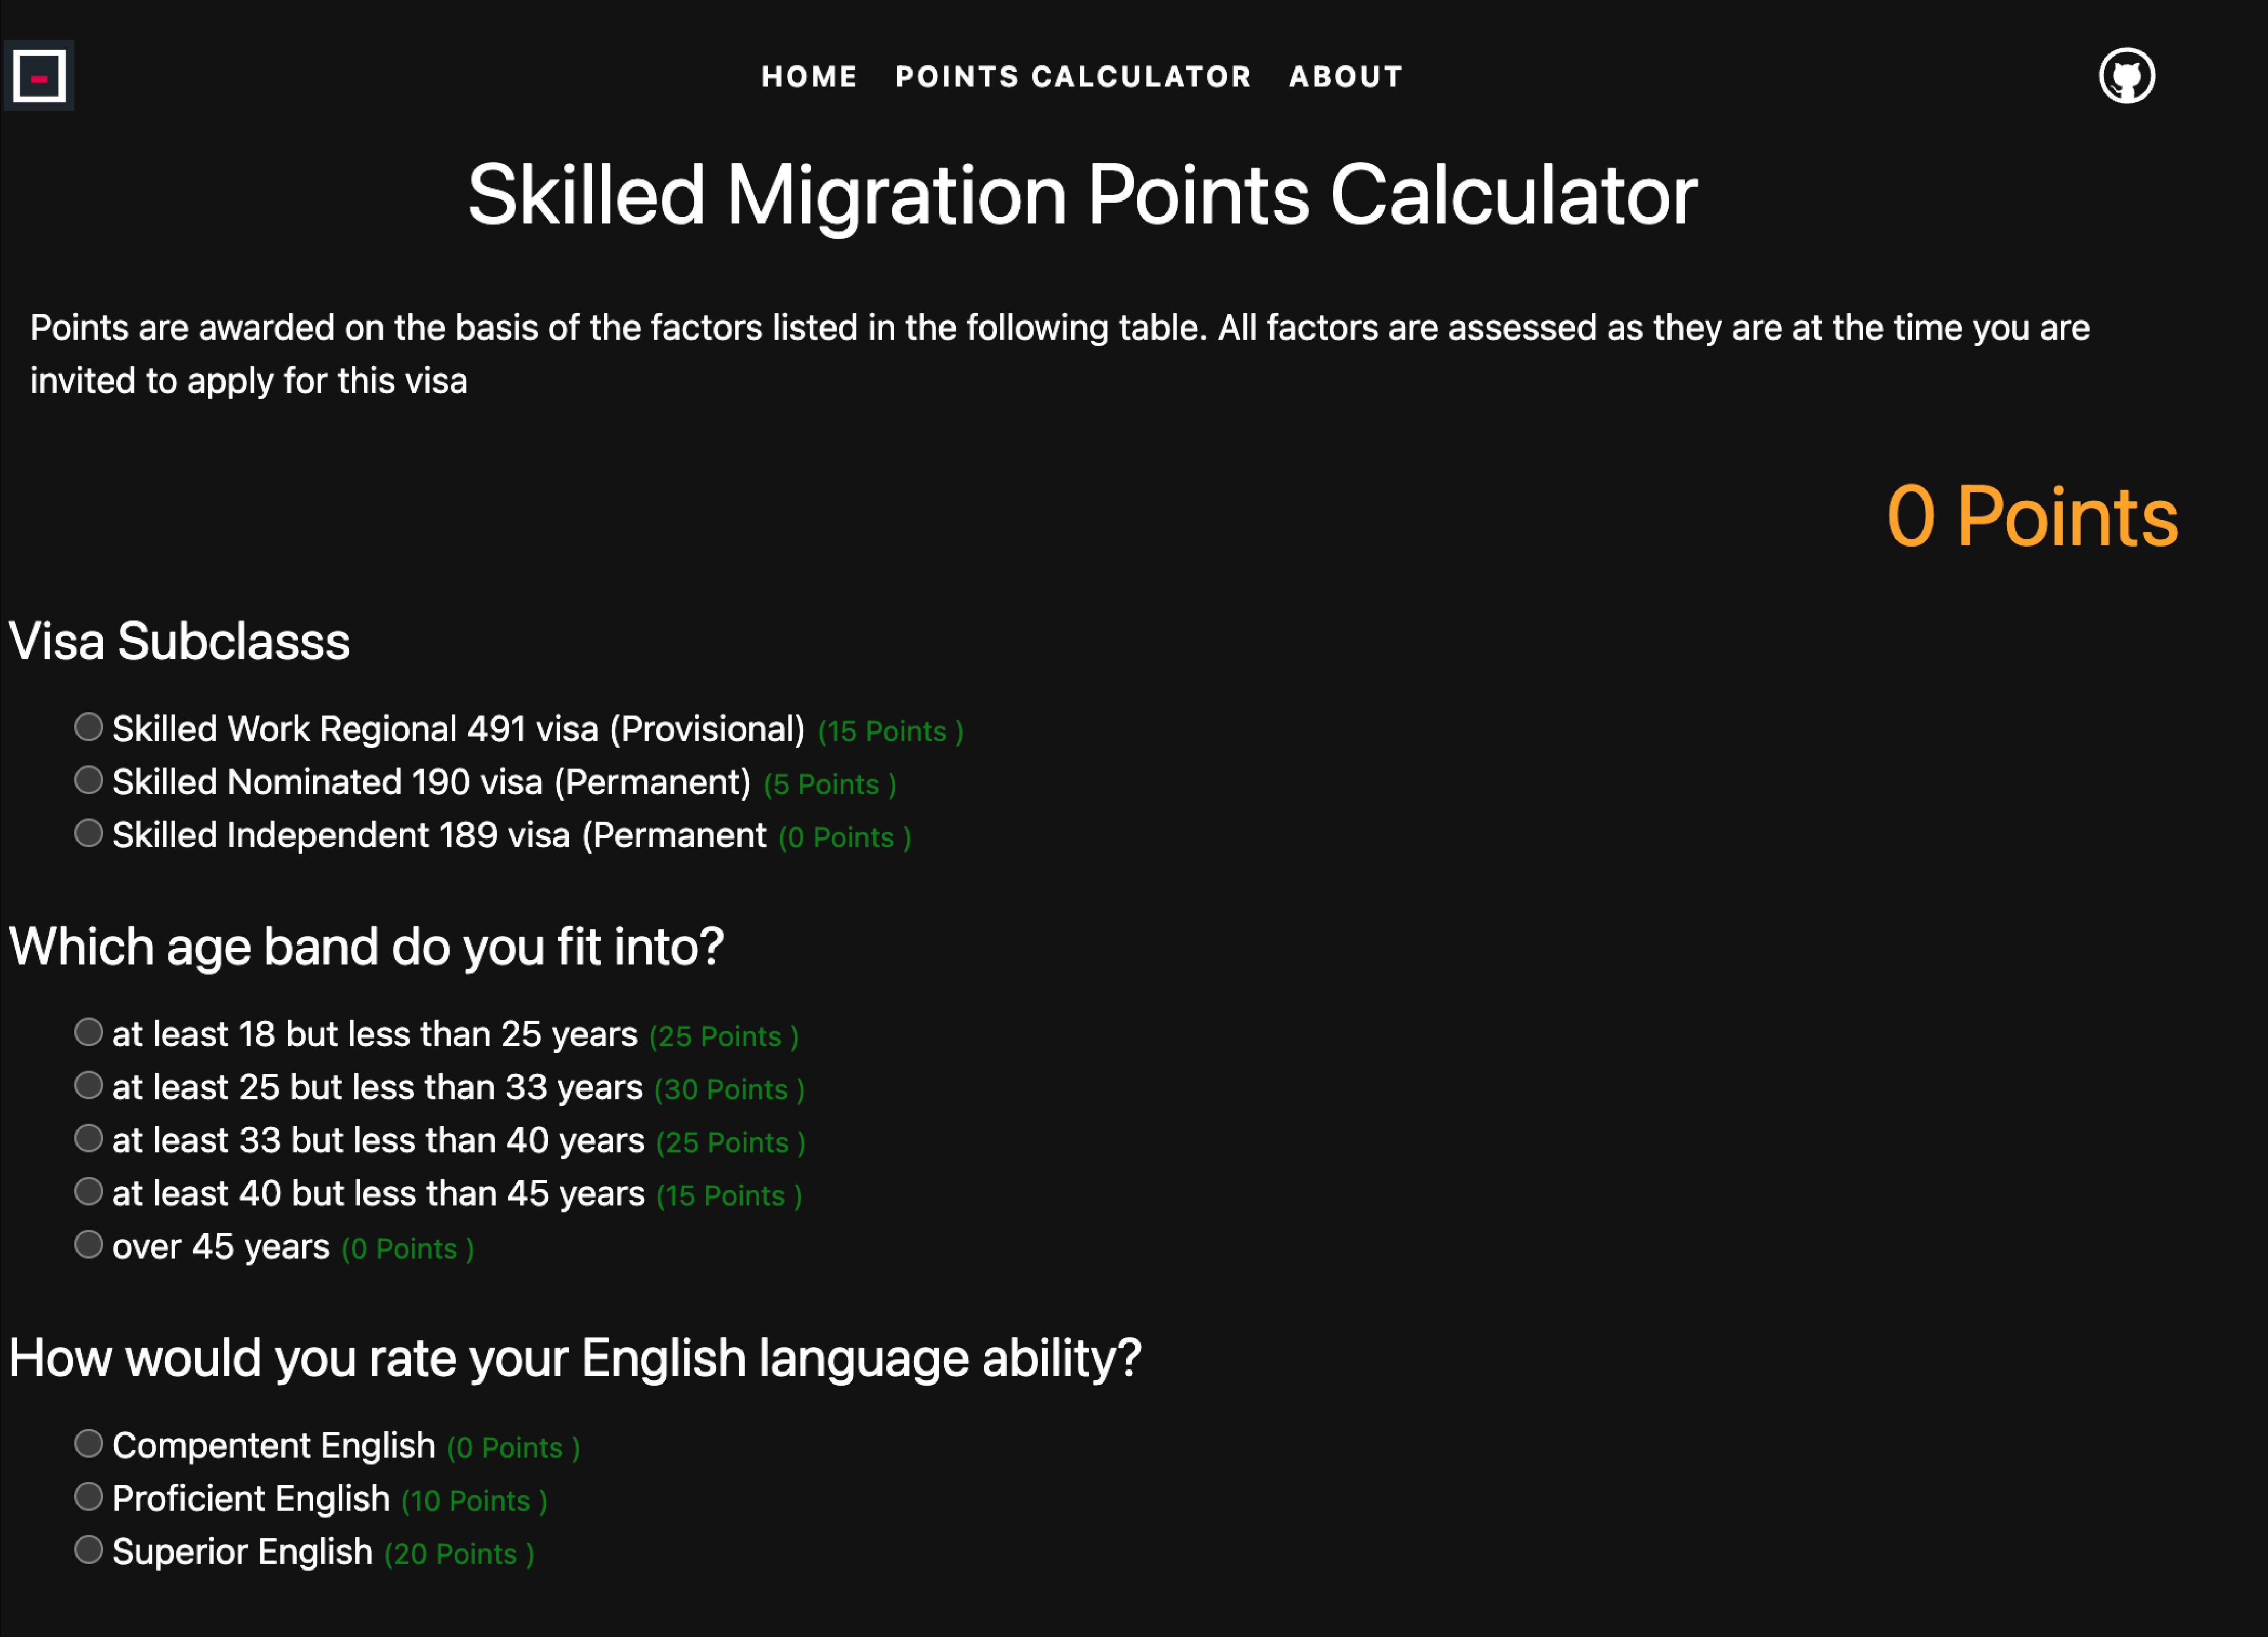 HOME POINTS CALCULATOR ABOUT
Skilled Migration Points Calculator
Points are awarded on the basis of the factors listed in the following table. All factors are assessed as they are at the time you are
invited to apply for this visa
0 Points
Visa Subclasss
Skilled Work Regional 491 visa (Provisional) (15 Points )
Skilled Nominated 190 visa (Permanent) (5 Points )
Skilled Independent 189 visa (Permanent (0 Points )
Which age band do you fit into?
at least 18 but less than 25 years (25 Points )
at least 25 but less than 33 years (30 Points )
at least 33 but less than 40 years (25 Points )
at least 40 but less than 45 years (15 Points )
over 45 years (0 Points )
How would you rate your English language ability?
Compentent English (0 Points )
Proficient English (10 Points )
Superior English (20 Points )